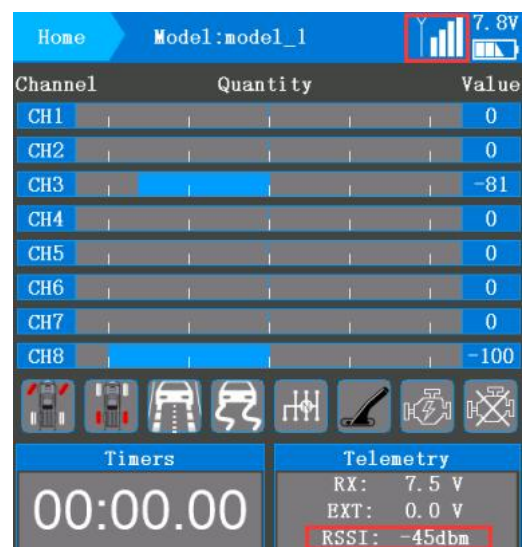 Home Model:model_1 7.8V
Channel Quantity Value
CH1 0
CH2 0
CH3 -81
CH4 0
CH5 0
CH6 0
CH7 0
CH8 -100
Timers Telemetry
00:00.00
RX: 7.5 V
EXT: 0.0 V
RSSI: -45dbm